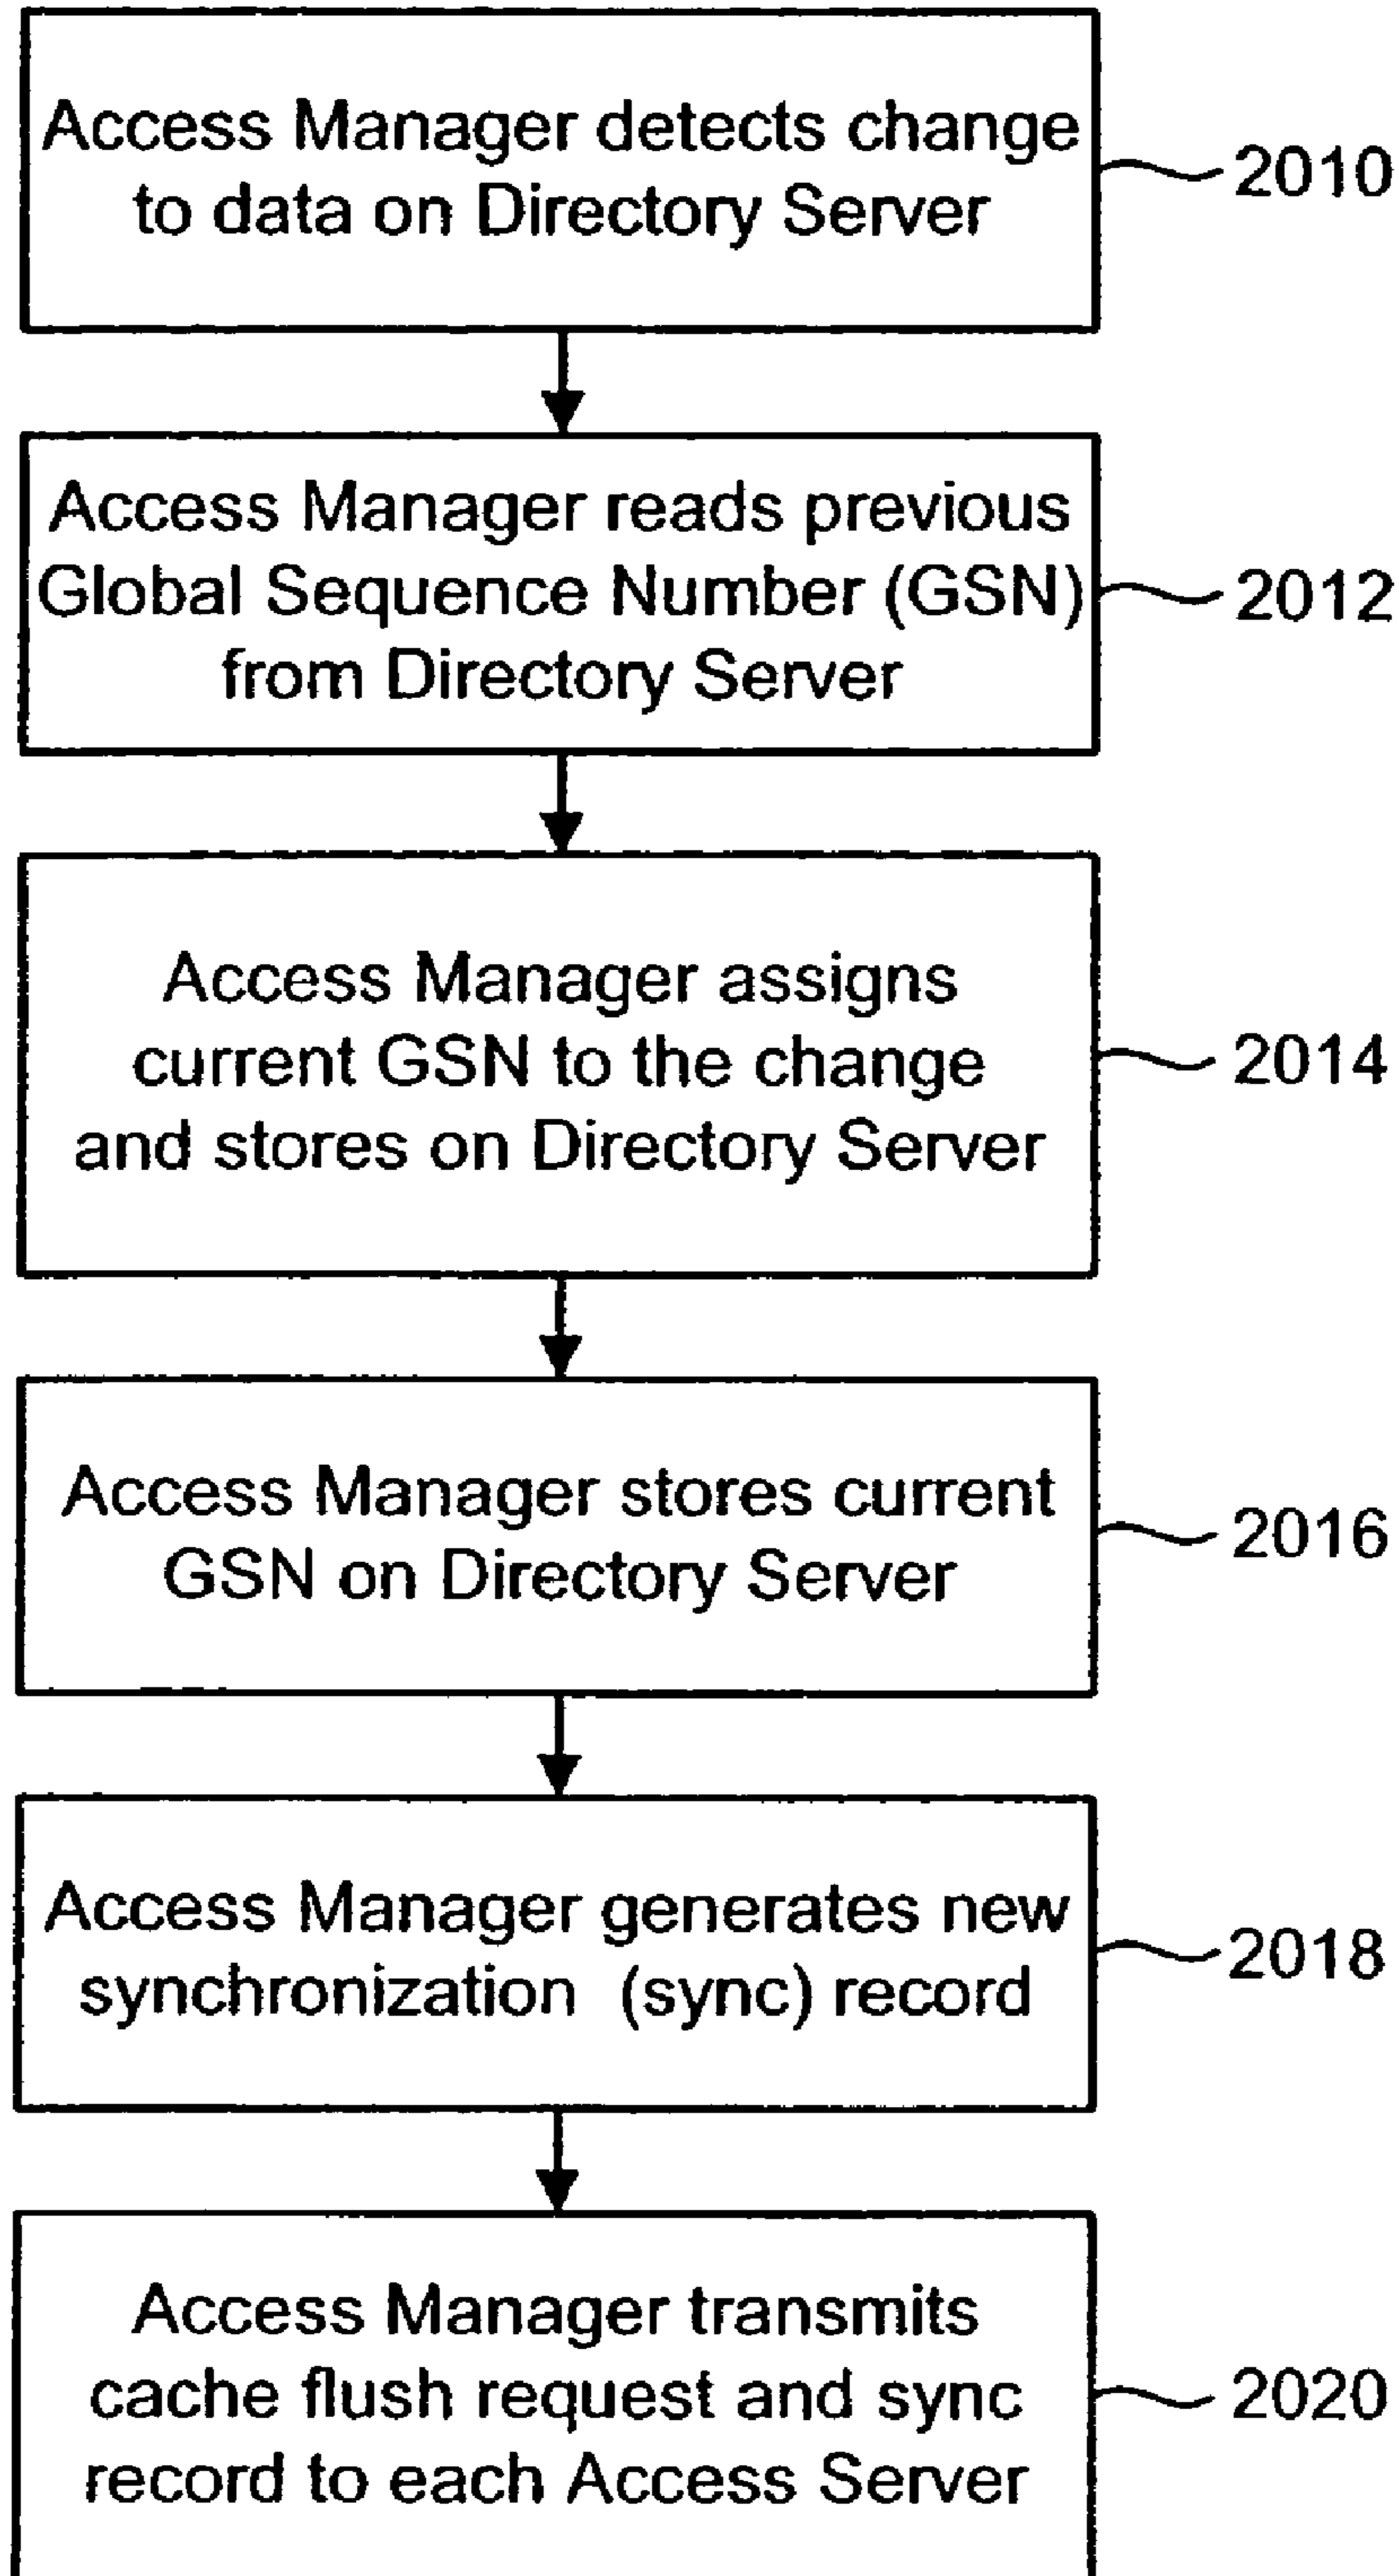 Access Manager detects change
to data on Directory Server
2010
Access Manager reads previous
Global Sequence Number (GSN)
from Directory Server
2012
Access Manager assigns
current GSN to the change
and stores on Directory Server
2014
Access Manager stores current
GSN on Directory Server
2016
Access Manager generates new
synchronization (sync) record
2018
Access Manager transmits
cache flush request and sync
record to each Access Server
2020